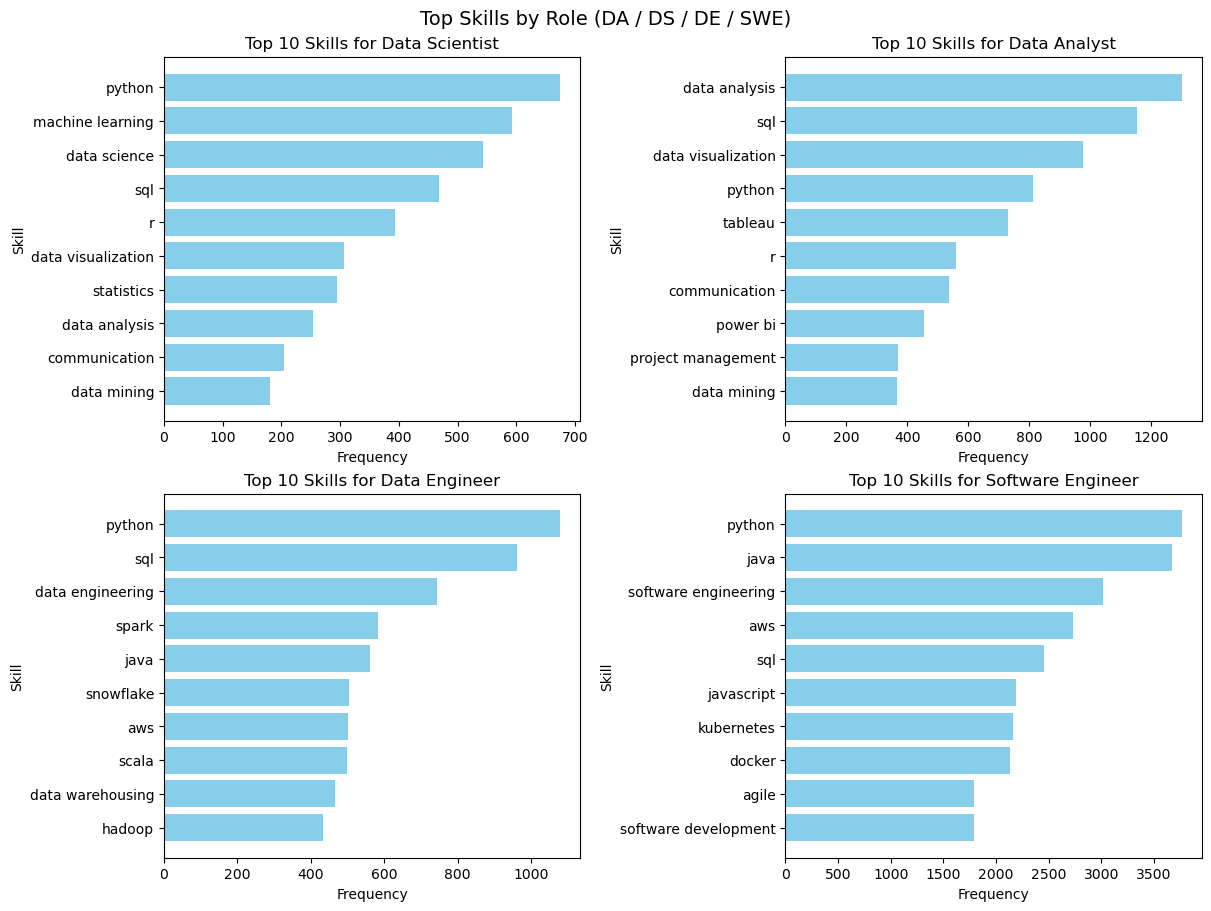 Top Skills by Role (DA / DS / DE / SWE)
Top 10 Skills for Data Scientist
Skill
python
machine learning
data science
sql
r
data visualization
statistics
data analysis
communication
data mining
0 100 200 300 400 500 600 700
Frequency
Top 10 Skills for Data Analyst
Skill
data analysis
sql
data visualization
python
tableau
r
communication
power bi
project management
data mining
0 200 400 600 800 1000 1200
Frequency
Top 10 Skills for Data Engineer
Skill
python
sql
data engineering
spark
java
snowflake
aws
scala
data warehousing
hadoop
0 200 400 600 800 1000
Frequency
Top 10 Skills for Software Engineer
Skill
python
java
software engineering
aws
sql
javascript
kubernetes
docker
agile
software development
0 500 1000 1500 2000 2500 3000 3500
Frequency